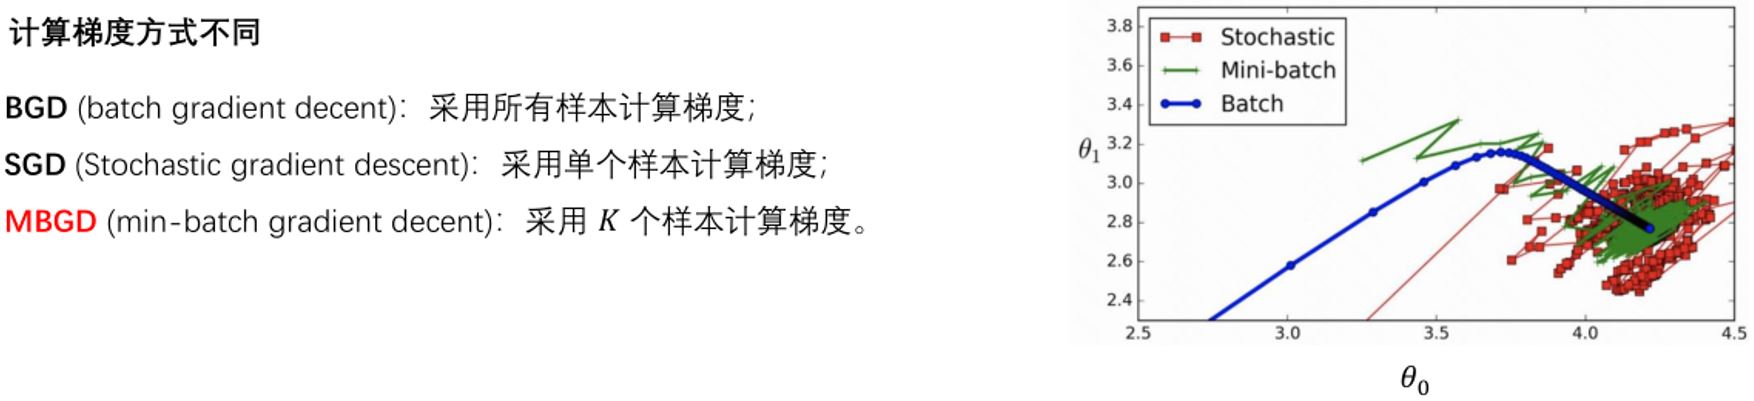 计算梯度方式不同
BGD (batch gradient decent)：采用所有样本计算梯度；
SGD (Stochastic gradient descent)：采用单个样本计算梯度；
MBGD (min-batch gradient decent)：采用 K 个样本计算梯度。
Stochastic
Mini-batch
Batch
3.8
3.6
3.4
3.2
3.0
2.8
2.6
2.4
θ1
2.5 3.0 3.5 4.0 4.5
θ0